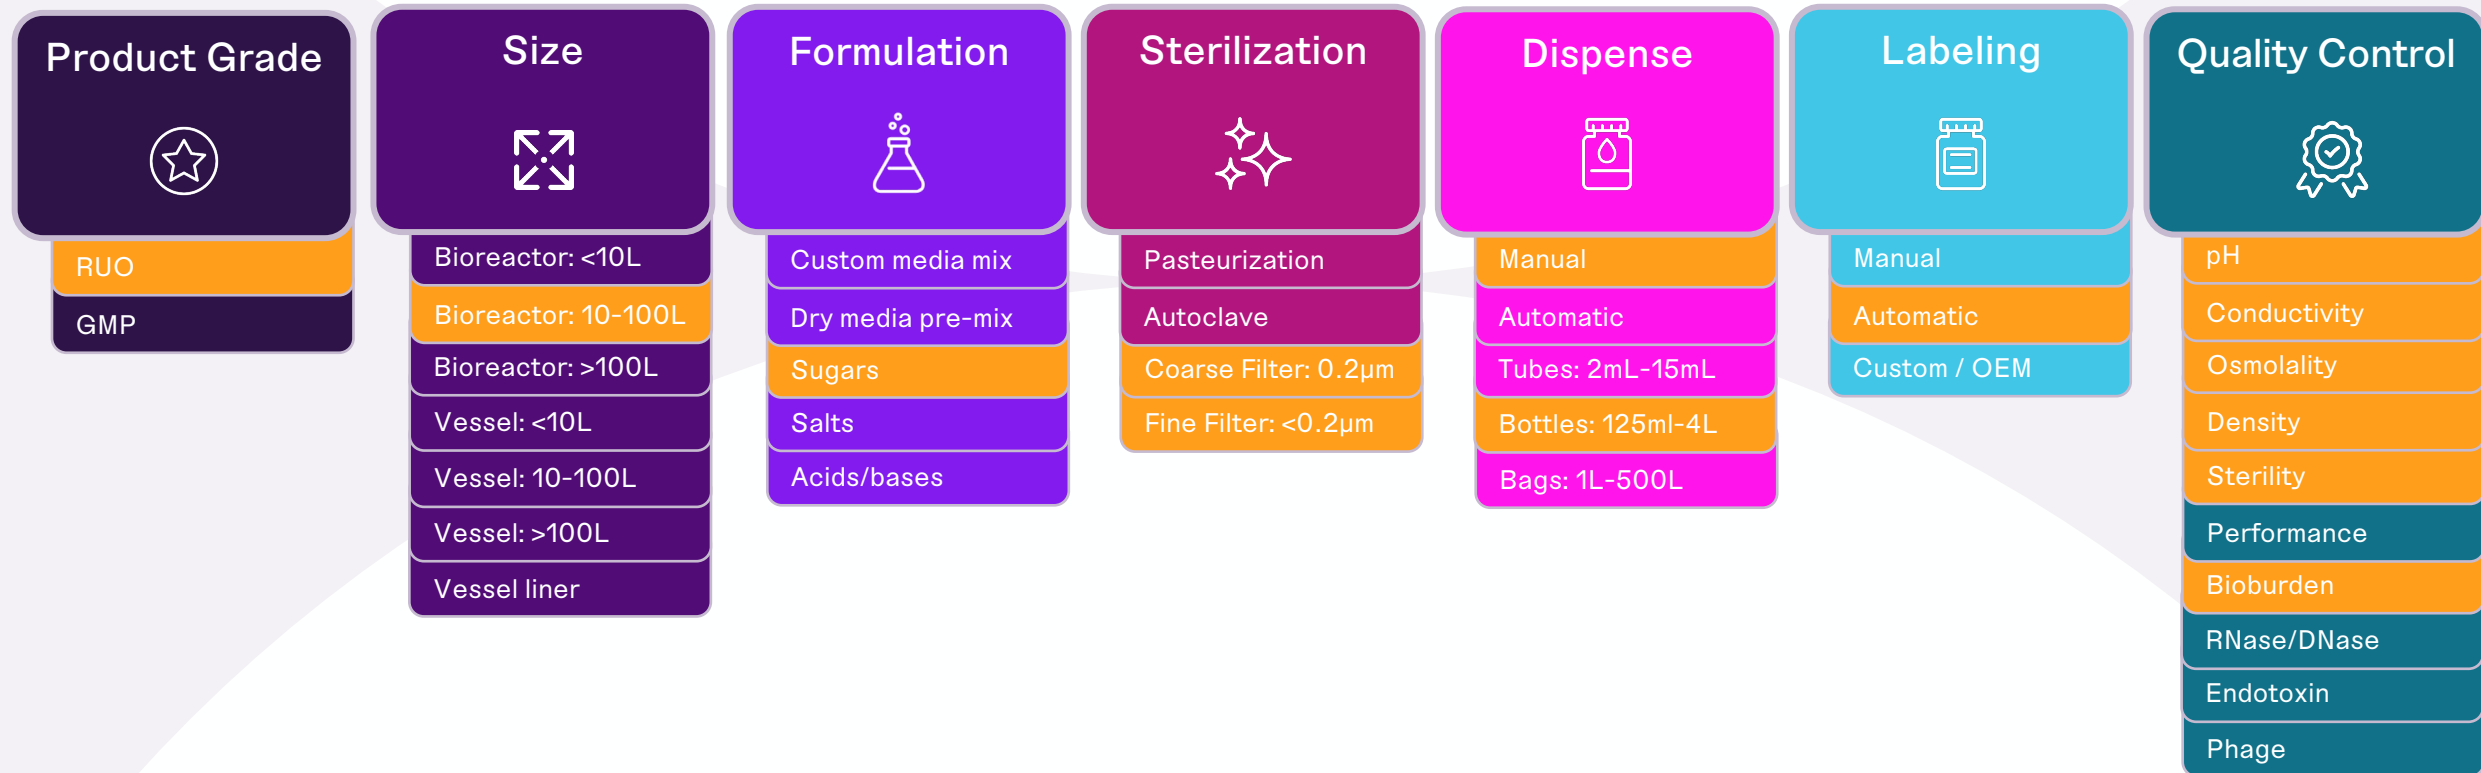 Product Grade
RUO
GMP
Size
Bioreactor: <10L
Bioreactor: 10-100L
Bioreactor: >100L
Vessel: <10L
Vessel: 10-100L
Vessel: >100L
Vessel liner
Formulation
Custom media mix
Dry media pre-mix
Sugars
Salts
Acids/bases
Sterilization
Pasteurization
Autoclave
Coarse Filter: 0.2µm
Fine Filter: <0.2µm
Dispense
Manual
Automatic
Tubes: 2mL-15mL
Bottles: 125ml-4L
Bags: 1L-500L
Labeling
Manual
Automatic
Custom / OEM
Quality Control
pH
Conductivity
Osmolality
Density
Sterility
Performance
Bioburden
RNase/DNase
Endotoxin
Phage